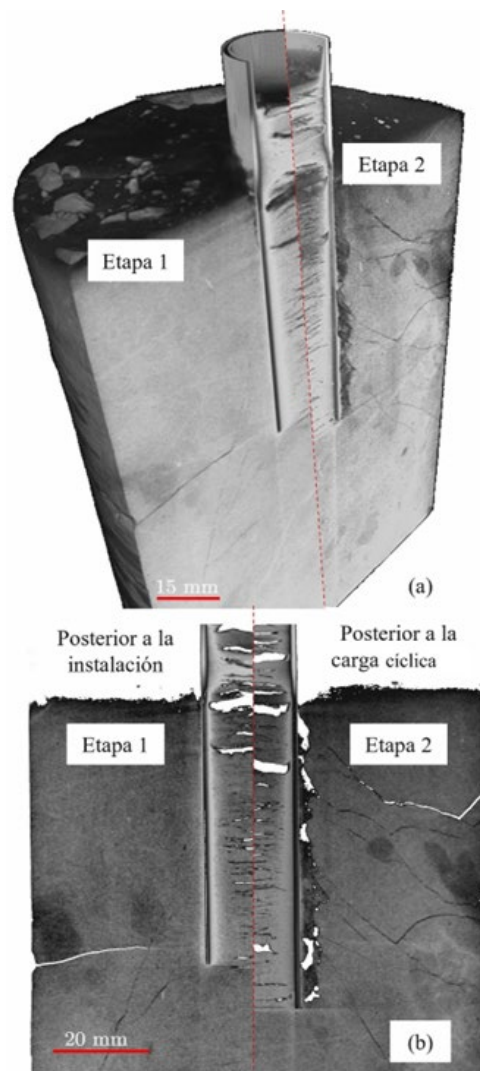 Etapa 2
Etapa 1
15 mm
(a)
Posterior a la
instalación
Posterior a la
carga cíclica
Etapa 1
Etapa 2
20 mm
(b)